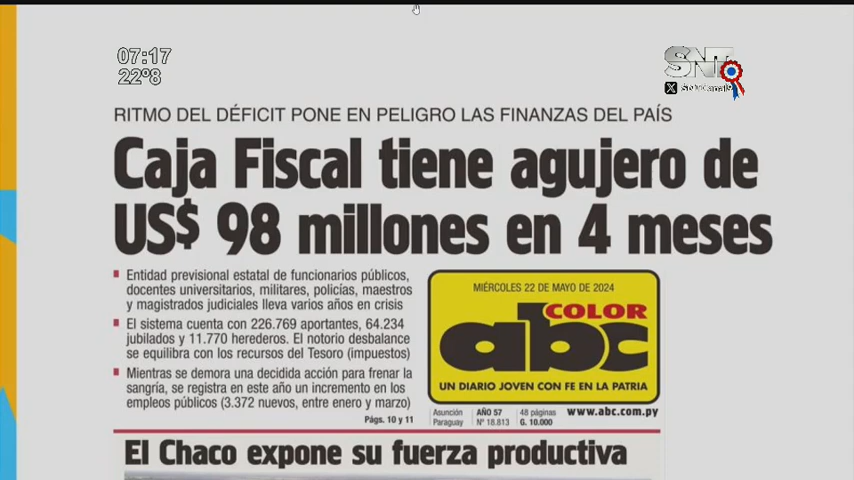 07:17
22º8
SNT
RITMO DEL DÉFICIT PONE EN PELIGRO LAS FINANZAS DEL PAÍS
Caja Fiscal tiene agujero de
US$ 98 millones en 4 meses
Entidad previsional estatal de funcionarios públicos,
docentes universitarios, militares, policías, maestros
y magistrados judiciales lleva varios años en crisis
El sistema cuenta con 226.769 aportantes, 64.234
jubilados y 11.770 herederos. El notorio desbalance
se equilibra con los recursos del Tesoro (impuestos)
Mientras se demora una decidida acción para frenar la
sangría, se registra en este año un incremento en los
empleos públicos (3.372 nuevos, entre enero y marzo)
Págs. 10 y 11
MIÉRCOLES 22 DE MAYO DE 2024
abc COLOR
UN DIARIO JOVEN CON FE EN LA PATRIA
Asunción
Paraguay
AÑO 57
Nº 18.813
48 páginas
G. 10.000
www.abc.com.py
El Chaco expone su fuerza productiva